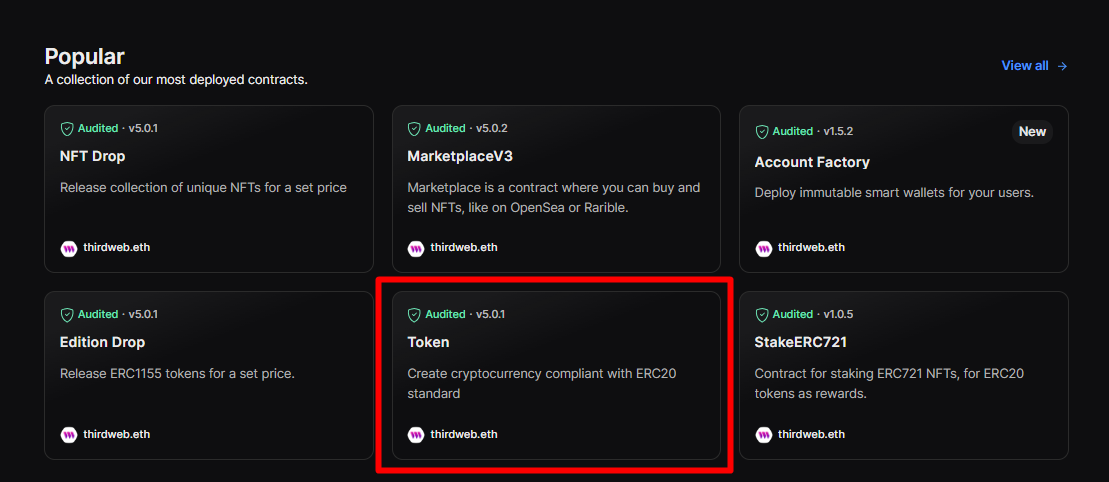 Popular
A collection of our most deployed contracts.
View all →
Audited · v5.0.1
NFT Drop
Release collection of unique NFTs for a set price
thirdweb.eth
Audited · v5.0.2
MarketplaceV3
Marketplace is a contract where you can buy and
sell NFTs, like on OpenSea or Rarible.
thirdweb.eth
Audited · v1.5.2
New
Account Factory
Deploy immutable smart wallets for your users.
thirdweb.eth
Audited · v5.0.1
Edition Drop
Release ERC1155 tokens for a set price.
thirdweb.eth
Audited · v5.0.1
Token
Create cryptocurrency compliant with ERC20
standard
thirdweb.eth
Audited · v1.0.5
StakeERC721
Contract for staking ERC721 NFTs, for ERC20
tokens as rewards.
thirdweb.eth